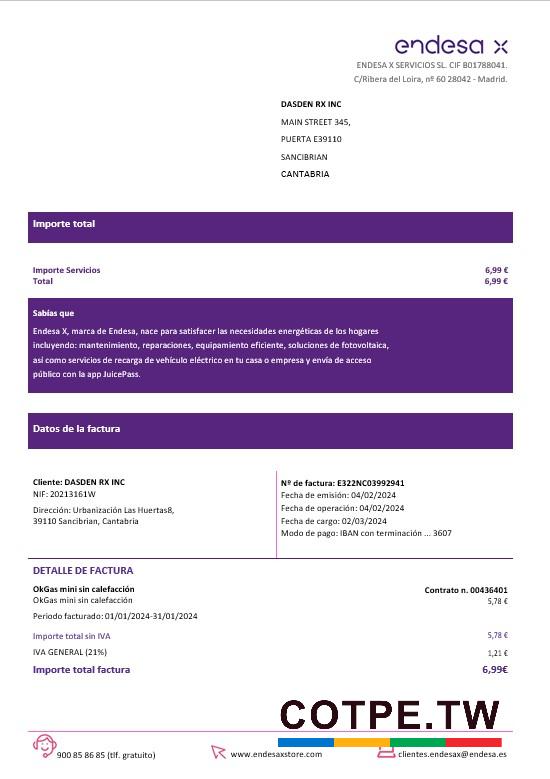 endesa x
ENDESA X SERVICIOS SL. CIF B01788041.
C/Ribera del Loira, nº 60 28042 - Madrid.
DASDEN RX INC
MAIN STREET 345,
PUERTA E39110
SANCIBRIAN
CANTABRIA
Importe total
Importe Servicios 6,99 €
Total 6,99 €
Sabías que
Endesa X, marca de Endesa, nace para satisfacer las necesidades energéticas de los hogares
incluyendo: mantenimiento, reparaciones, equipamiento eficiente, soluciones de fotovoltaica,
así como servicios de recarga de vehículo eléctrico en tu casa o empresa y envía de acceso
público con la app JuicePass.
Datos de la factura
Cliente: DASDEN RX INC
NIF: 20213161W
Dirección: Urbanización Las Huertas8,
39110 Sancibrian, Cantabria
Nº de factura: E322NC03992941
Fecha de emisión: 04/02/2024
Fecha de operación: 04/02/2024
Fecha de cargo: 02/03/2024
Modo de pago: IBAN con terminación ... 3607
DETALLE DE FACTURA
OkGas mini sin calefacción Contrato n. 00436401
OkGas mini sin calefacción 5,78 €
Periodo facturado: 01/01/2024-31/01/2024
Importe total sin IVA 5,78 €
IVA GENERAL (21%) 1,21 €
Importe total factura 6,99€
COTPE.TW
900 85 86 85 (tlf. gratuito) www.endesaxstore.com clientes.endesax@endesa.es